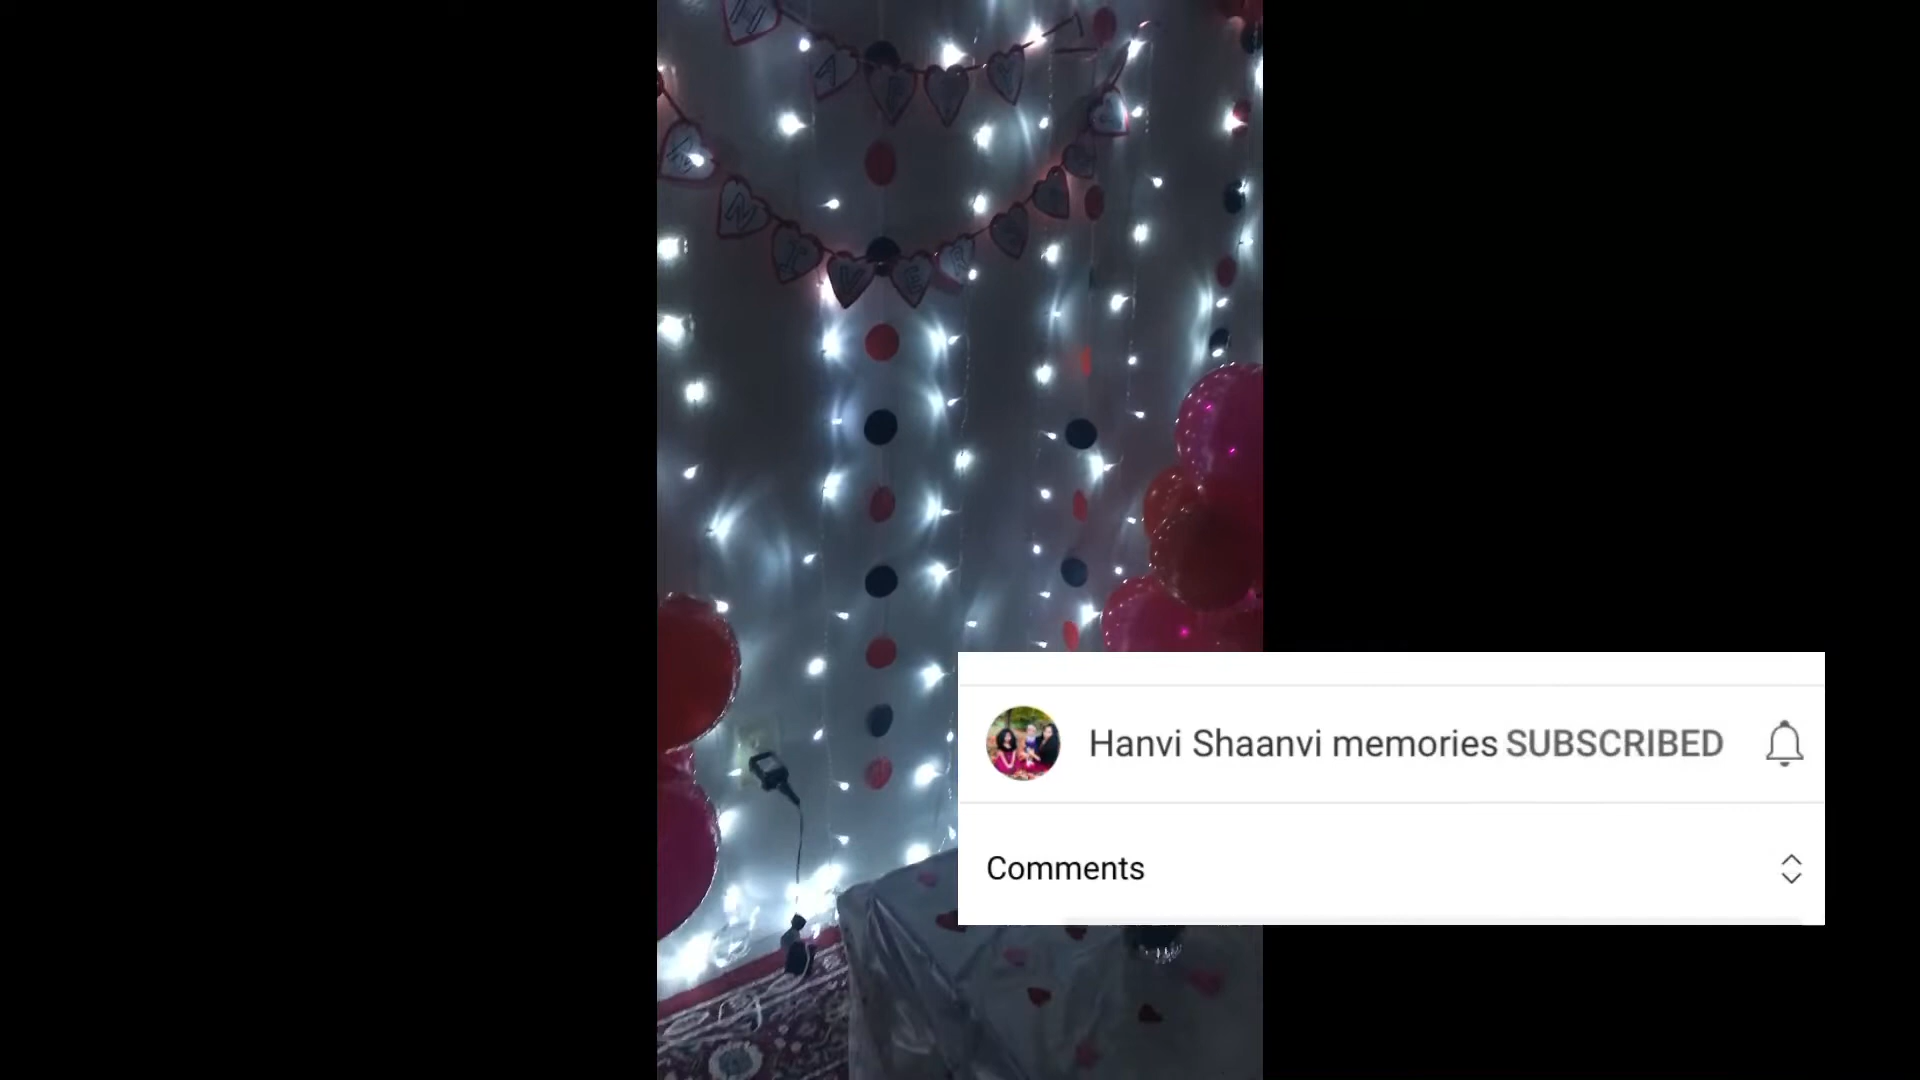 H A P P Y
A N N I V E R S A R Y
Hanvi Shaanvi memories SUBSCRIBED
Comments